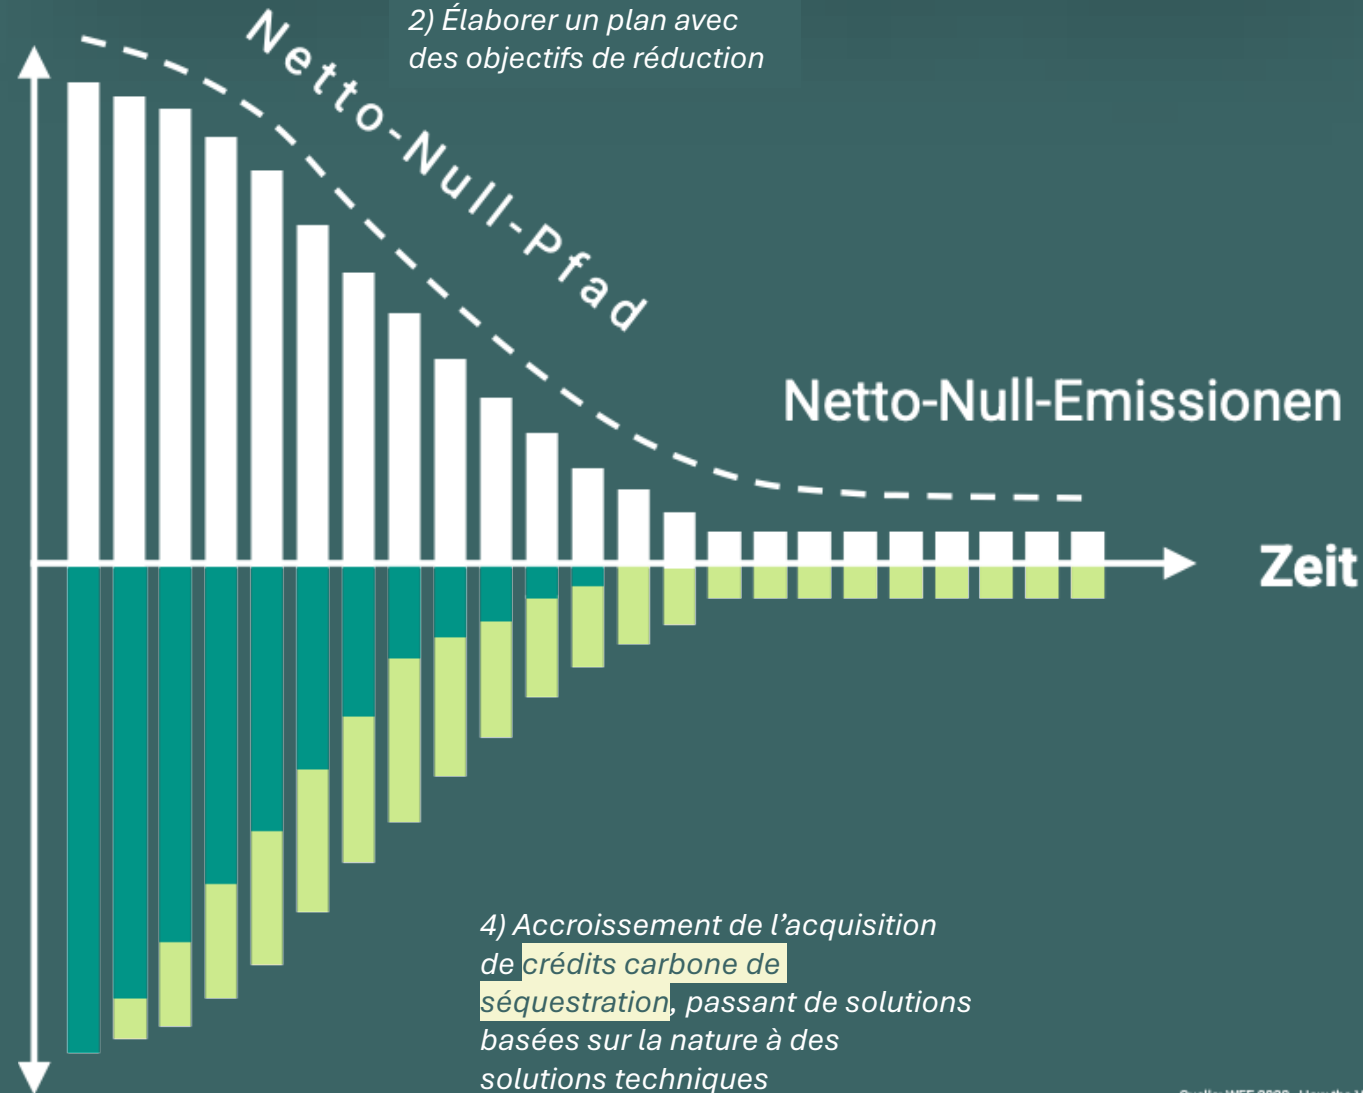 2) Élaborer un plan avec
des objectifs de réduction
Netto-Null-Pfad
Netto-Null-Emissionen
Zeit
4) Accroissement de l’acquisition
de crédits carbone de
séquestration, passant de solutions
basées sur la nature à des
solutions techniques